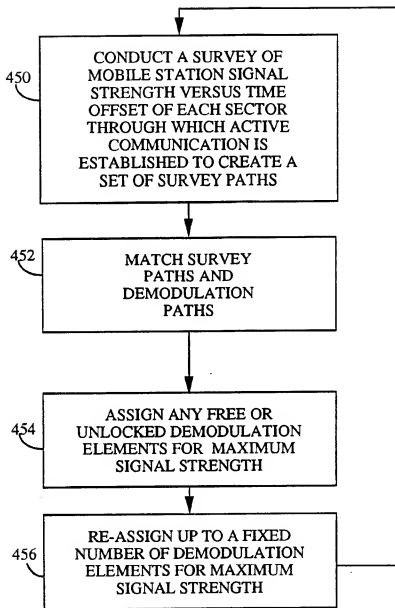 450
CONDUCT A SURVEY OF
MOBILE STATION SIGNAL
STRENGTH VERSUS TIME
OFFSET OF EACH SECTOR
THROUGH WHICH ACTIVE
COMMUNICATION IS
ESTABLISHED TO CREATE A
SET OF SURVEY PATHS
452
MATCH SURVEY
PATHS AND
DEMODULATION
PATHS
454
ASSIGN ANY FREE OR
UNLOCKED DEMODULATION
ELEMENTS FOR MAXIMUM
SIGNAL STRENGTH
456
RE-ASSIGN UP TO A FIXED
NUMBER OF DEMODULATION
ELEMENTS FOR MAXIMUM
SIGNAL STRENGTH